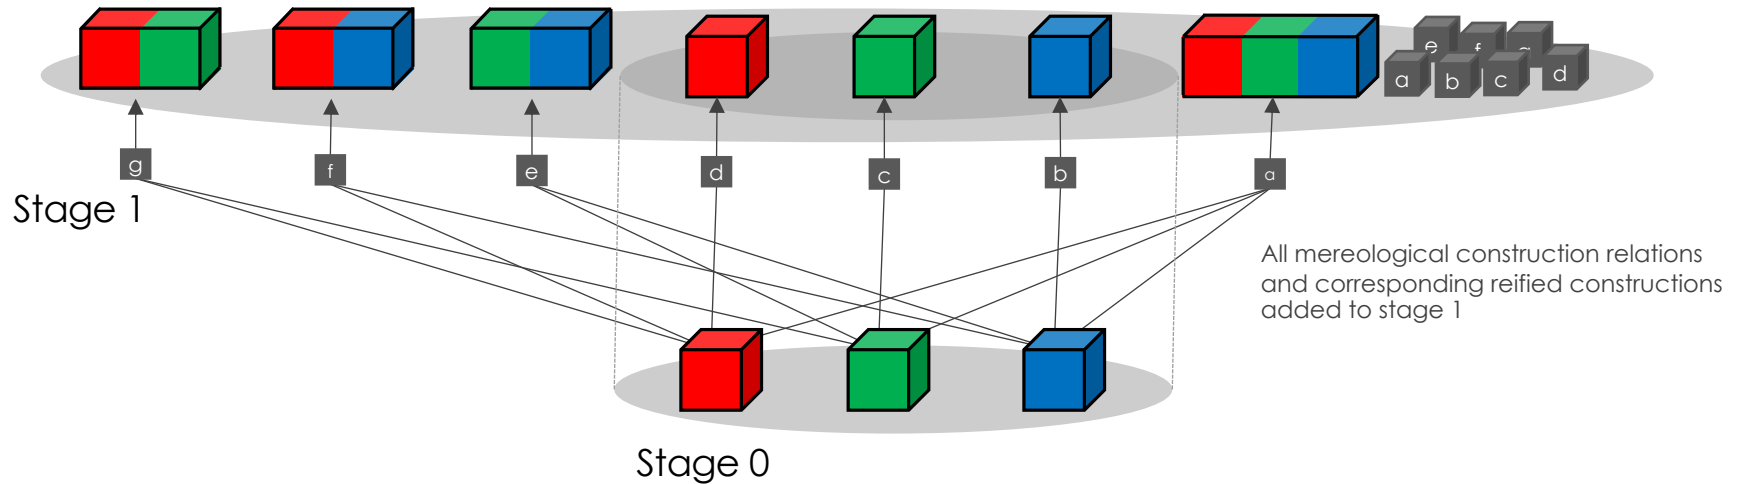 e f g
a b c d
g f e d c b a
Stage 1
All mereological construction relations
and corresponding reified constructions
added to stage 1
Stage 0